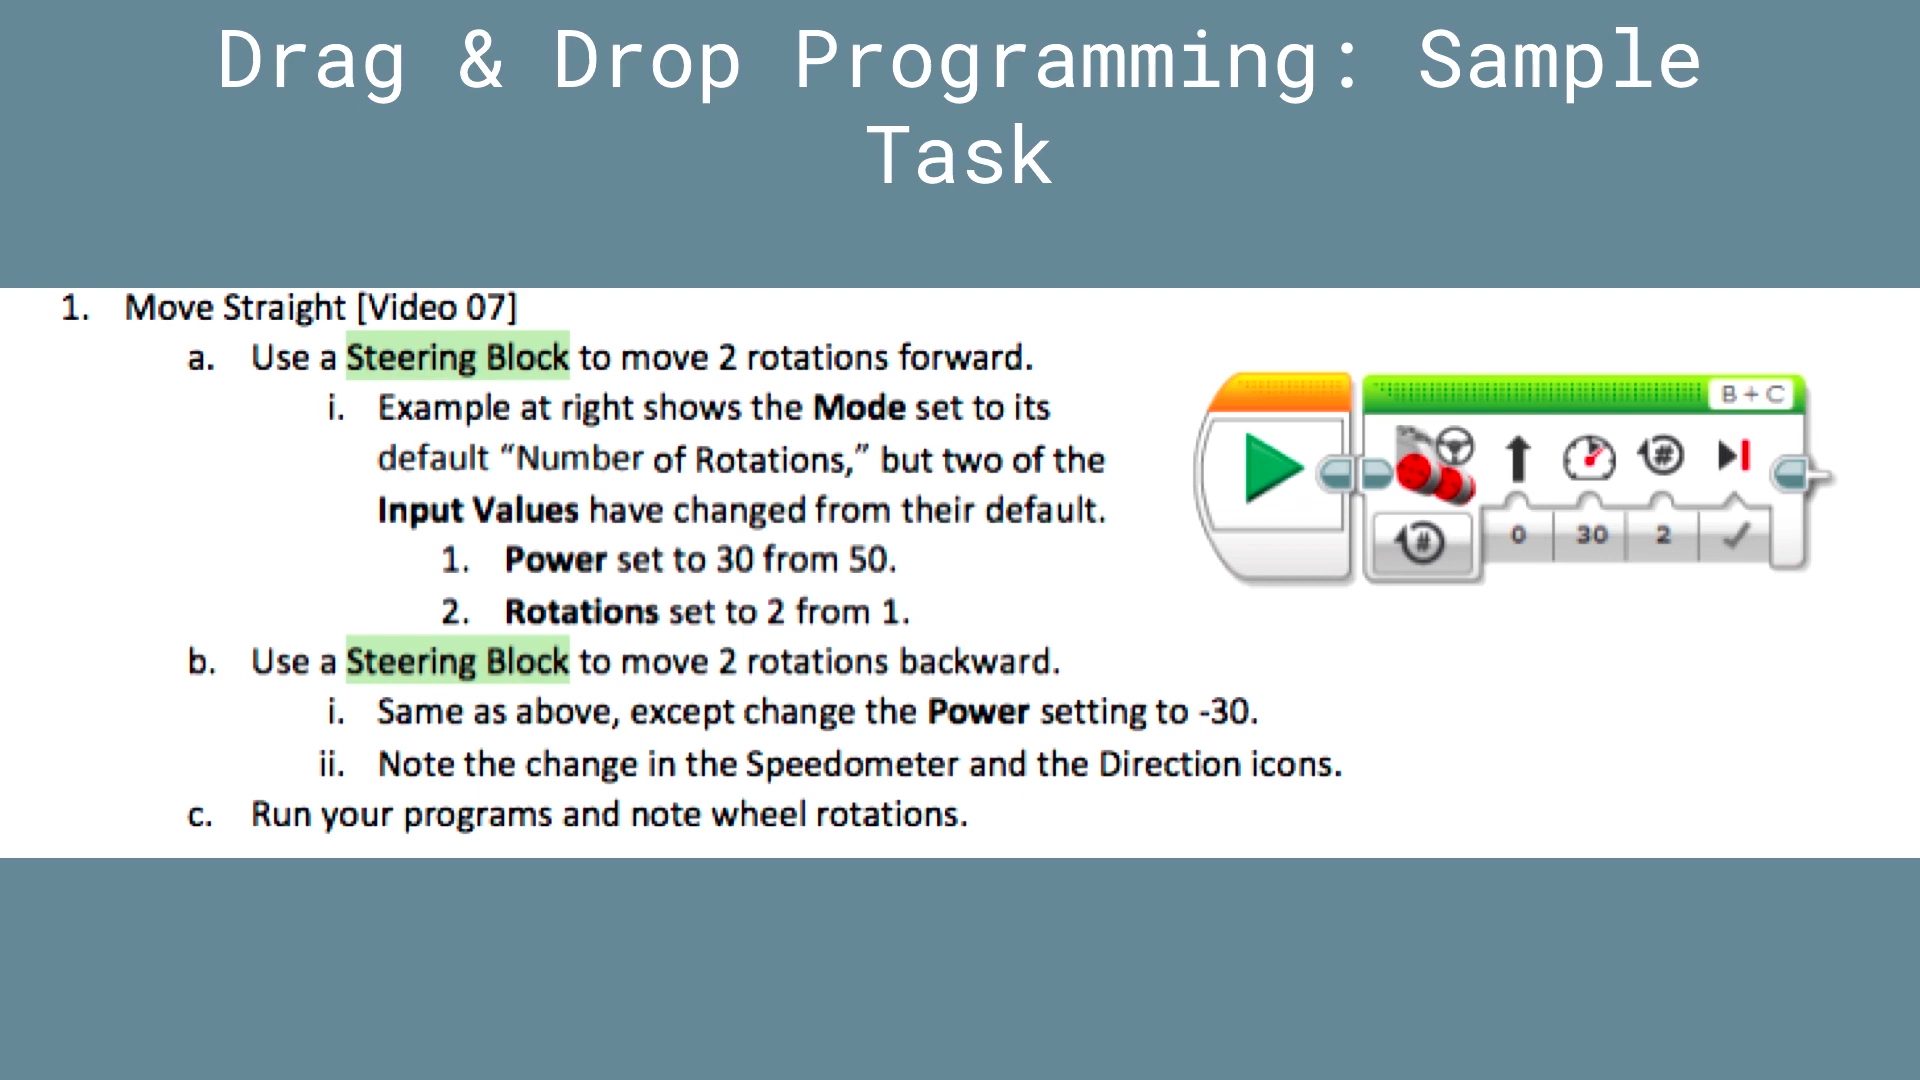 Drag & Drop Programming: Sample
Task
1. Move Straight [Video 07]
a. Use a Steering Block to move 2 rotations forward.
i. Example at right shows the Mode set to its
default “Number of Rotations,” but two of the
Input Values have changed from their default.
1. Power set to 30 from 50.
2. Rotations set to 2 from 1.
b. Use a Steering Block to move 2 rotations backward.
i. Same as above, except change the Power setting to -30.
ii. Note the change in the Speedometer and the Direction icons.
c. Run your programs and note wheel rotations.
B + C
#
# 0 30 2